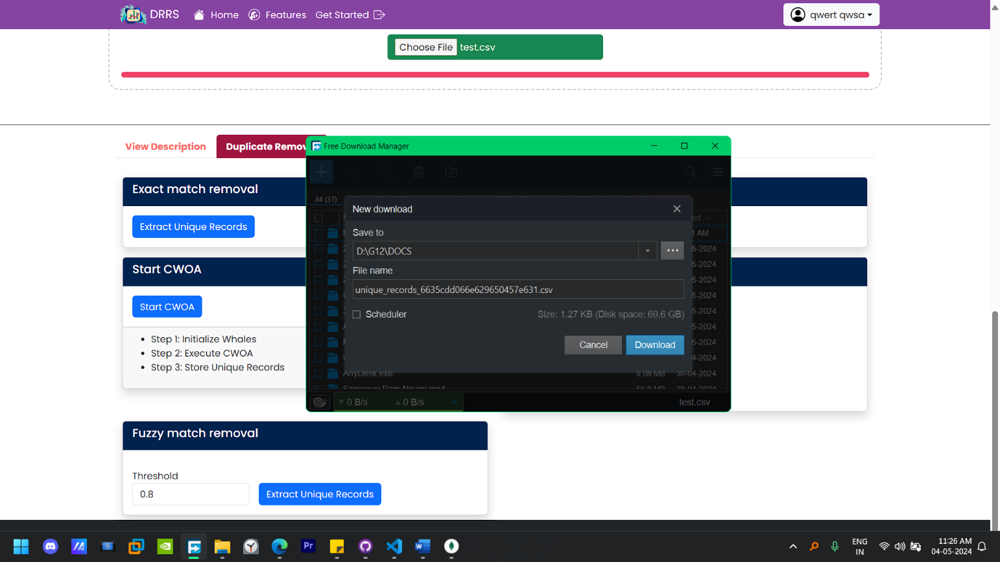 DRRS Home Features Get Started qwert qwsa
Choose File test.csv
View Description Duplicate Remov
Free Download Manager
Exact match removal
All (37)
New download
Extract Unique Records
Save to
D:\G12\DOCS
Start CWOA
File name
unique_records_6635cdd066e629650457e631.csv
Start CWOA
Scheduler Size: 1.27 KB (Disk space: 69.6 GB)
Step 1: Initialize Whales
Cancel Download
Step 2: Execute CWOA
Step 3: Store Unique Records
AnyDesk.exe 5.08 MB 30-04-2024
0 B/s 0 B/s test.csv
Fuzzy match removal
Threshold
0.8 Extract Unique Records
ENG
IN
11:26 AM
04-05-2024